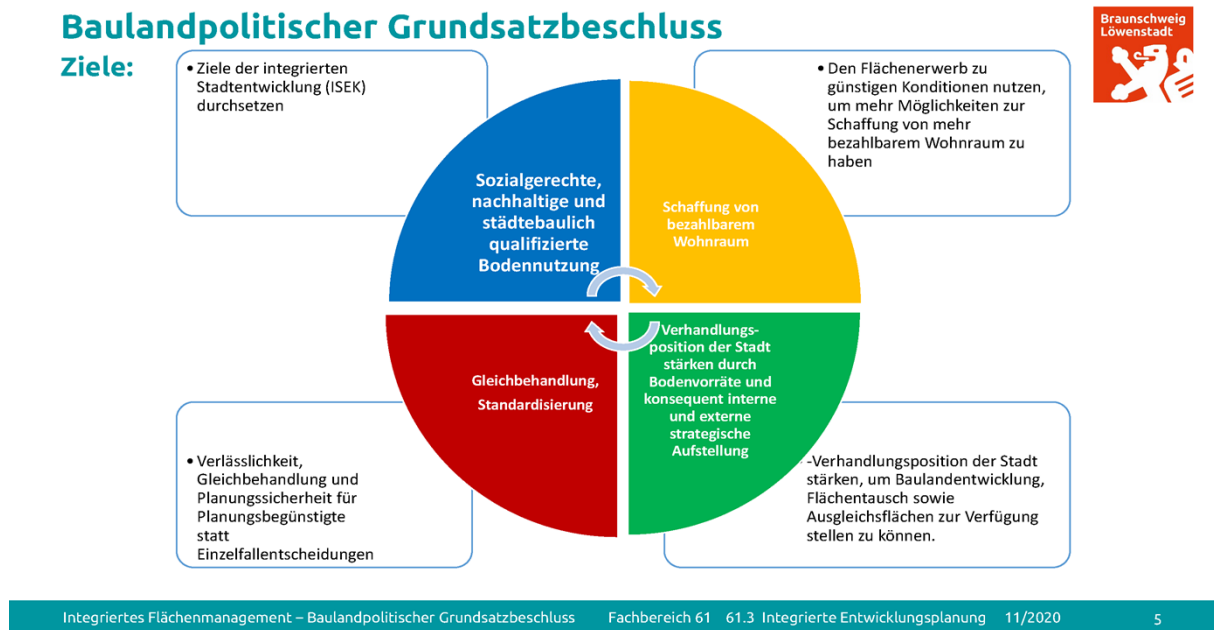 Baulandpolitischer Grundsatzbeschluss
Braunschweig
Löwenstadt
Ziele:
• Ziele der integrierten
Stadtentwicklung (ISEK)
durchsetzen
• Den Flächenerwerb zu
günstigen Konditionen nutzen,
um mehr Möglichkeiten zur
Schaffung von mehr
bezahlbarem Wohnraum zu
haben
Sozialgerechte,
nachhaltige und
städtebaulich
qualifizierte
Bodennutzung
Schaffung von
bezahlbarem
Wohnraum
Gleichbehandlung,
Standardisierung
Verhandlungs-
position der Stadt
stärken durch
Bodenvorräte und
konsequent interne
und externe
strategische
Aufstellung
• Verlässlichkeit,
Gleichbehandlung und
Planungssicherheit für
Planungsbegünstigte
statt
Einzelfallentscheidungen
-Verhandlungsposition der Stadt
stärken, um Baulandentwicklung,
Flächentausch sowie
Ausgleichsflächen zur Verfügung
stellen zu können.
Integriertes Flächenmanagement – Baulandpolitischer Grundsatzbeschluss Fachbereich 61 61.3 Integrierte Entwicklungsplanung 11/2020 5